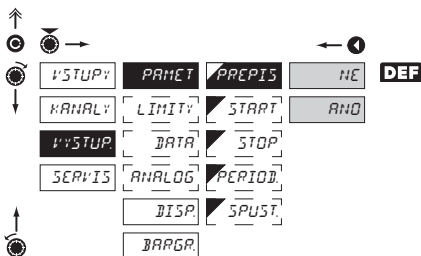 VSTUPY PAMET PREPIS NE DEF
KANALY LIMITY START ANO
VYSTUP. DATA STOP
SERVIS ANALOG PERIOD.
DISP. SPUST.
BARGR.